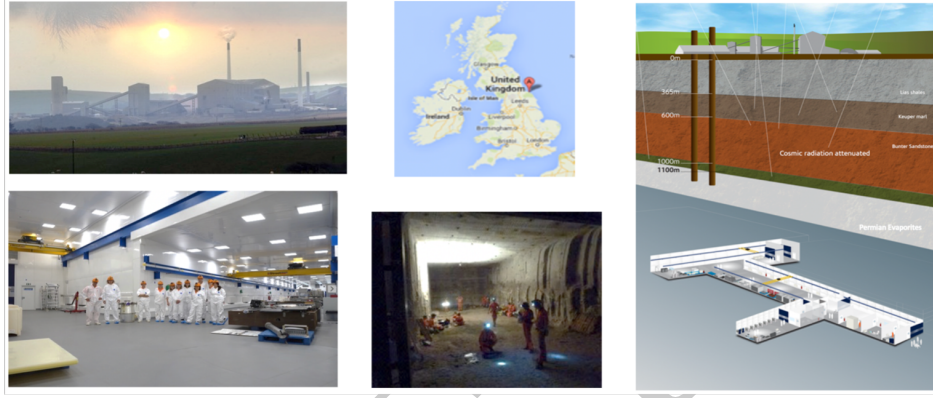 Glasgow
United
Kingdom
Isle of Man
Dublin
Leeds
Ireland
Liverpool
Birmingham
Bristol
London
0m
365m
Lias shales
600m
Keuper marl
Bunter Sandstone
Cosmic radiation attenuated
1000m
1100m
Permian Evaporites